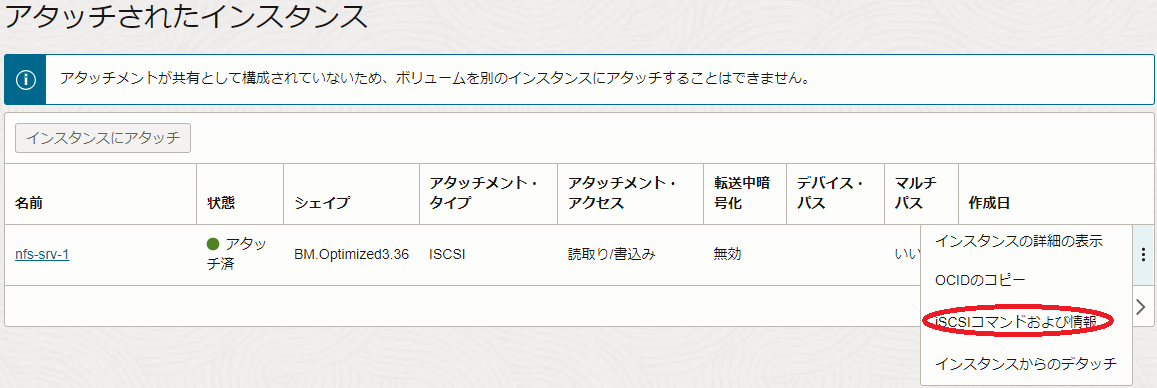 アタッチされたインスタンス
アタッチメントが共有として構成されていないため、ボリュームを別のインスタンスにアタッチすることはできません。
インスタンスにアタッチ
名前
状態
シェイプ
アタッチメント・
タイプ
アタッチメント・
アクセス
転送中暗
号化
デバイス・
パス
マルチ
パス
作成日
nfs-srv-1
アタッ
チ済
BM.Optimized3.36
ISCSI
読取り/書込み
無効
いい
インスタンスの詳細の表示
OCIDのコピー
iSCSIコマンドおよび情報
インスタンスからのデタッチ